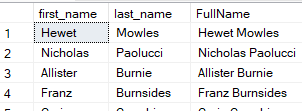 first_name last_name FullName
1 Hewet Mowles Hewet Mowles
2 Nicholas Paolucci Nicholas Paolucci
3 Allister Burnie Allister Burnie
4 Franz Burnsides Franz Burnsides